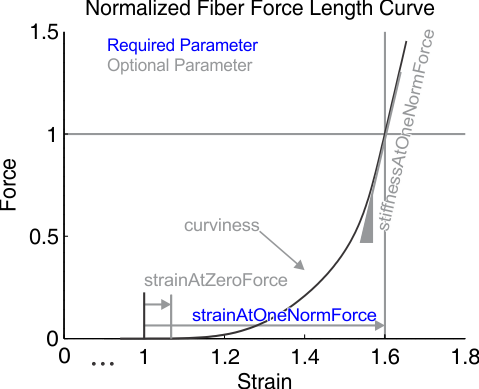 Normalized Fiber Force Length Curve
1.5
Required Parameter
Optional Parameter
stiffnessAtOneNormForce
1
Force
0.5
curviness
strainAtZeroForce
strainAtOneNormForce
0
0 ... 1 1.2 1.4 1.6 1.8
Strain